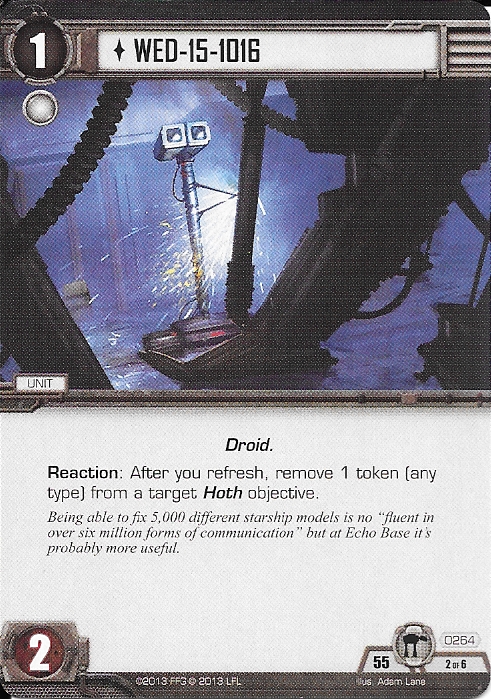 1
WED-15-1016
UNIT
Droid.
Reaction: After you refresh, remove 1 token (any
type) from a target Hoth objective.
Being able to fix 5,000 different starship models is no “fluent in
over six million forms of communication” but at Echo Base it's
probably more useful.
2
0264
55
2 OF 6
©2013 FFG © 2013 LFL
Illus. Adam Lane